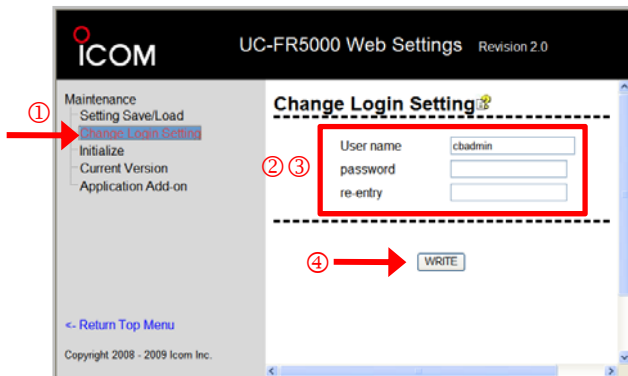 ICOM
UC-FR5000 Web Settings Revision 2.0
Maintenance
Setting Save/Load
Change Login Setting
Initialize
Current Version
Application Add-on
<- Return Top Menu
Copyright 2008 - 2009 Icom Inc.
①
Change Login Setting
②③
User name cbadmin
password
re-entry
④
WRITE